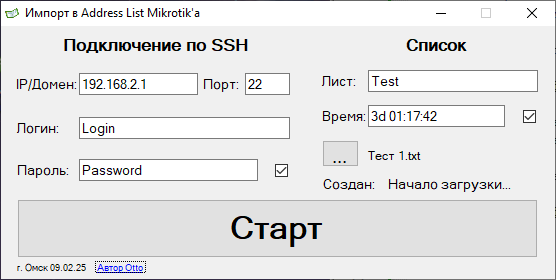 Импорт в Address List Mikrotik'а
Подключение по SSH
IP/Домен: 192.168.2.1 Порт: 22
Логин: Login
Пароль: Password
Список
Лист: Test
Время: 3d 01:17:42
... Тест 1.txt
Создан: Начало загрузки...
Старт
г. Омск 09.02.25 Автор Otto